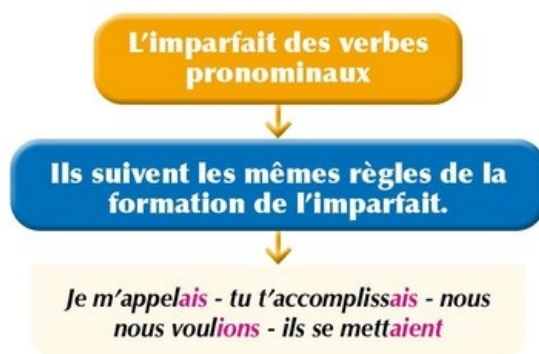 L'imparfait des verbes
pronominaux
Ils suivent les mêmes règles de la
formation de l'imparfait.
Je m'appelais - tu t'accomplissais - nous
nous voulions - ils se mettaient